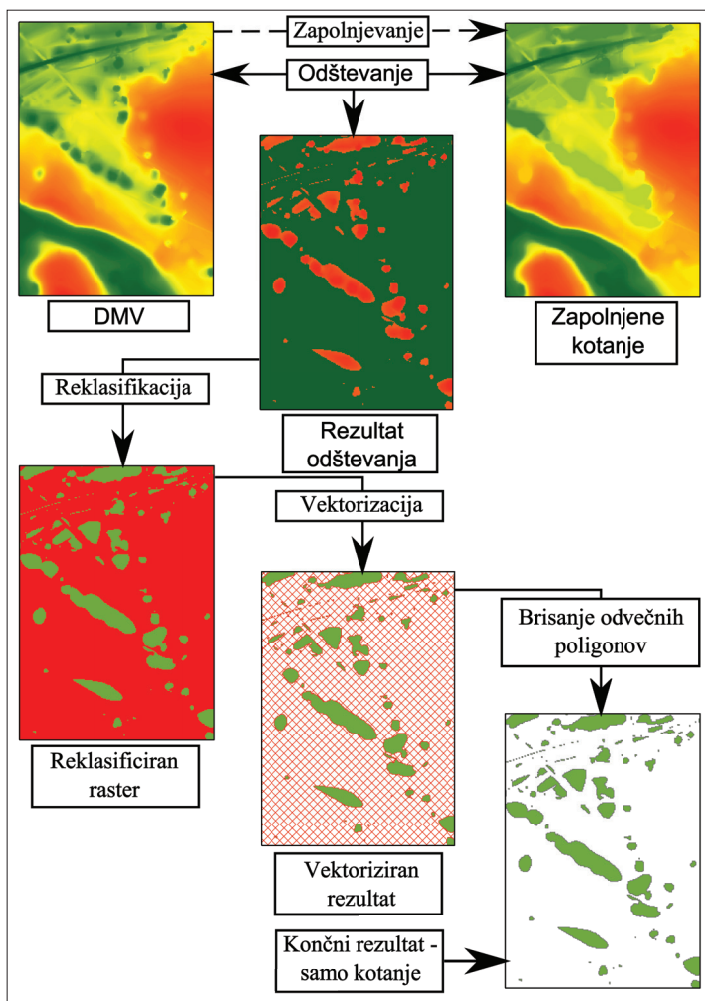 Zapolnjevanje
Odštevanje
DMV
Zapolnjene
kotanje
Reklasifikacija
Rezultat
odštevanja
Vektorizacija
Brisanje odvečnih
poligonov
Reklasificiran
raster
Vektoriziran
rezultat
Končni rezultat -
samo kotanje